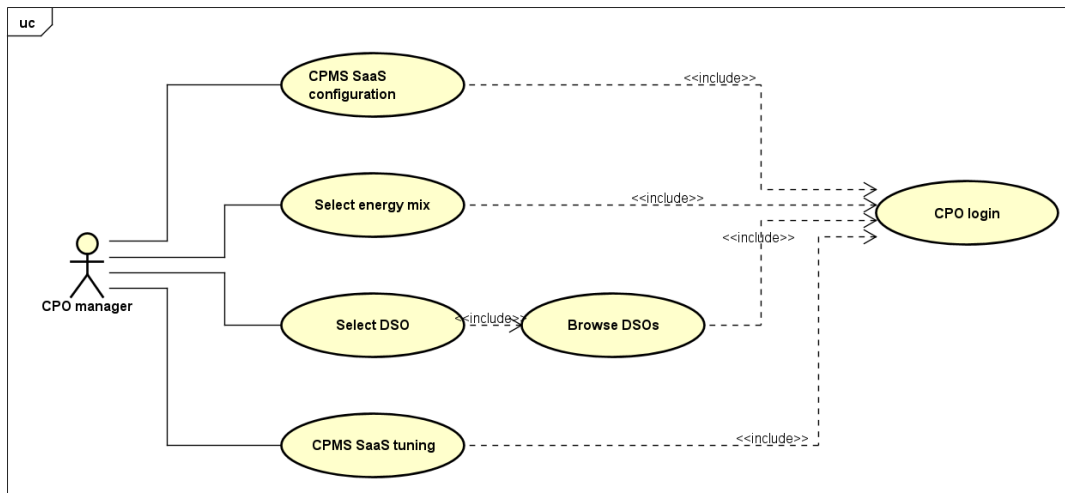 uc
CPMS SaaS
configuration
<<include>>
Select energy mix
<<include>>
CPO login
<<include>>
CPO manager
Select DSO
<<include>>
Browse DSOs
CPMS SaaS tuning
<<include>>